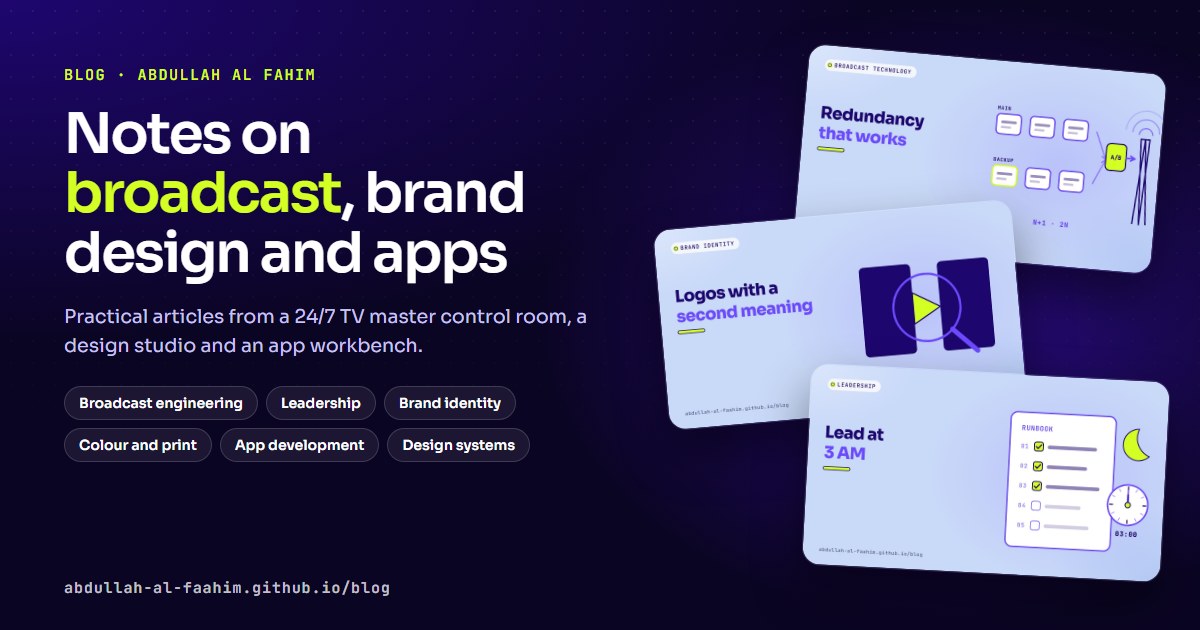 BLOG · ABDULLAH AL FAHIM
Notes on
broadcast, brand
design and apps
Practical articles from a 24/7 TV master control room, a
design studio and an app workbench.
Broadcast engineering
Leadership
Brand identity
Colour and print
App development
Design systems
abdullah-al-faahim.github.io/blog
BROADCAST TECHNOLOGY
Redundancy
that works
MAIN
BACKUP
A/B
N+1 · 2N
BRAND IDENTITY
Logos with a
second meaning
abdullah-al-faahim.github.io/blog
LEADERSHIP
Lead at
3 AM
RUNBOOK
01
02
03
04
05
03:00
abdullah-al-faahim.github.io/blog